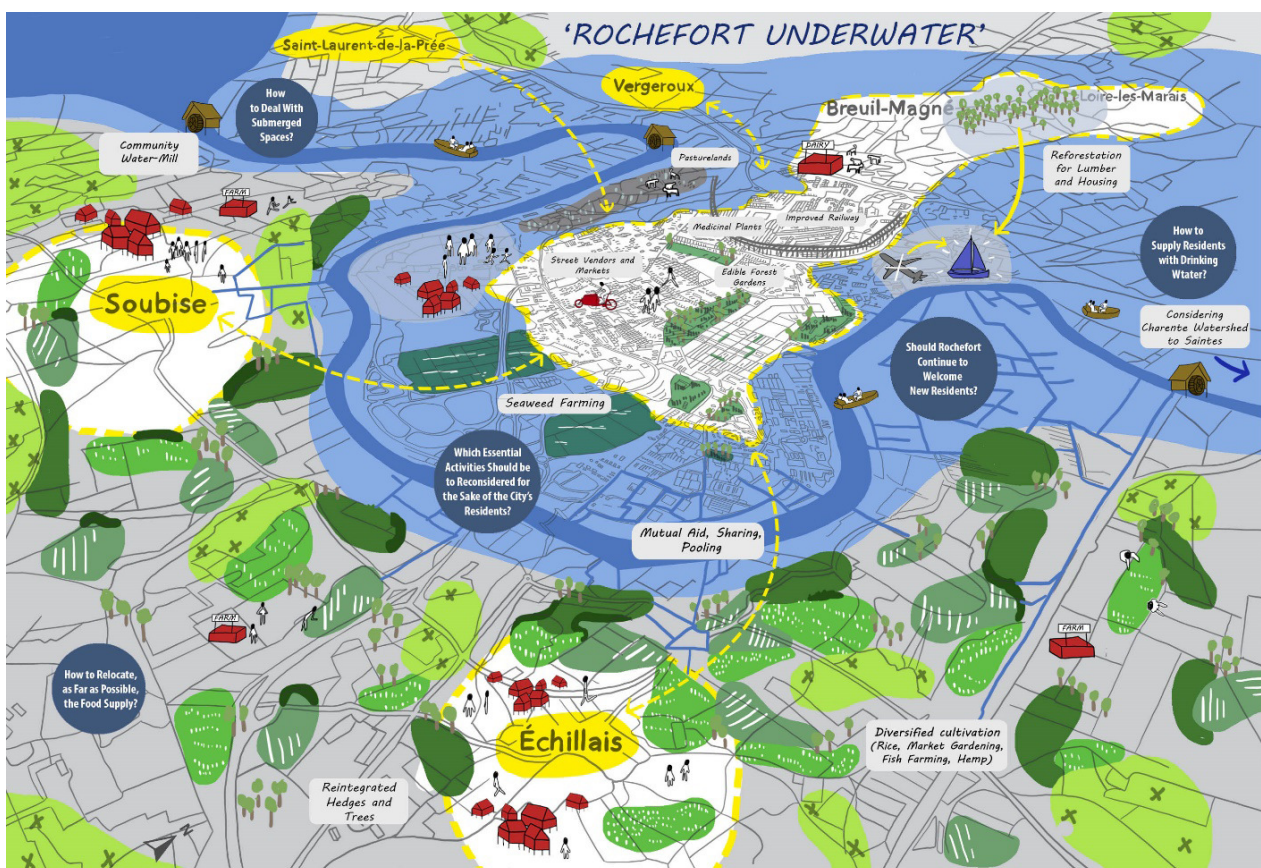 'ROCHEFORT UNDERWATER'
Saint-Laurent-de-la-Prée
Vergeroux
Breuil-Magné
Loire-les-Marais
How
to Deal With
Submerged
Spaces?
Community
Water-Mill
FARM
Pasturelands
DAIRY
Reforestation
for Lumber
and Housing
Medicinal Plants
Improved Railway
Street Vendors and
Markets
Edible Forest
Gardens
How to
Supply Residents
with Drinking
Wtater?
Soubise
Considering
Charente Watershed
to Saintes
Should Rochefort
Continue to
Welcome
New Residents?
Seaweed Farming
Which Essential
Activities Should be
to Reconsidered for
the Sake of the City's
Residents?
Mutual Aid, Sharing,
Pooling
FARM
FARM
How to Relocate,
as Far as Possible,
the Food Supply?
Échillais
Diversified cultivation
(Rice, Market Gardening,
Fish Farming, Hemp)
Reintegrated
Hedges and
Trees
N